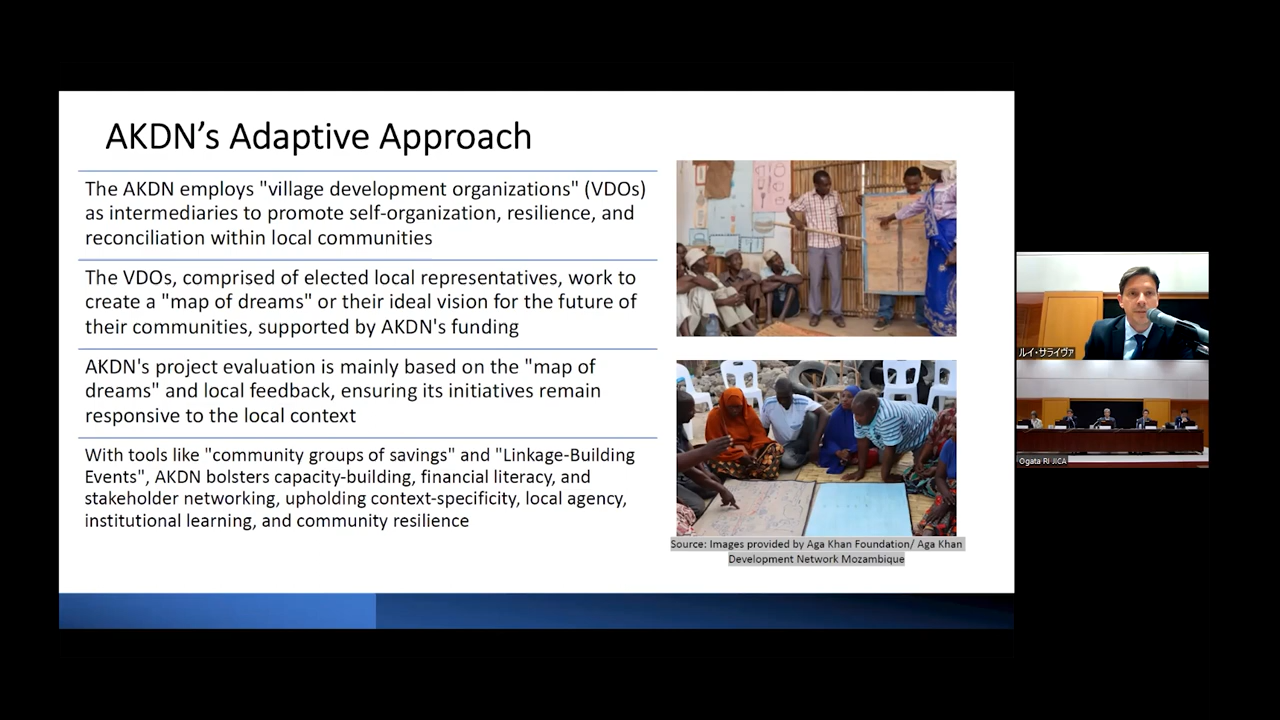 AKDN's Adaptive Approach
The AKDN employs "village development organizations" (VDOs)
as intermediaries to promote self-organization, resilience, and
reconciliation within local communities
The VDOs, comprised of elected local representatives, work to
create a "map of dreams" or their ideal vision for the future of
their communities, supported by AKDN's funding
AKDN's project evaluation is mainly based on the "map of
dreams" and local feedback, ensuring its initiatives remain
responsive to the local context
With tools like "community groups of savings" and "Linkage-Building
Events", AKDN bolsters capacity-building, financial literacy, and
stakeholder networking, upholding context-specificity, local agency,
institutional learning, and community resilience
Source: Images provided by Aga Khan Foundation/ Aga Khan
Development Network Mozambique
ルイ・サライヴァ
Ogata RI JICA